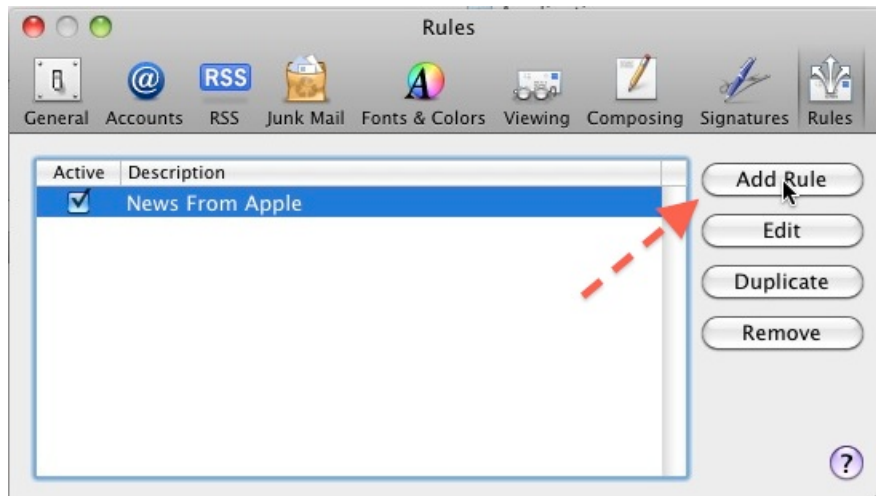 Rules
@
RSS
A
General Accounts RSS Junk Mail Fonts & Colors Viewing Composing Signatures Rules
Active Description
News From Apple
Add Rule
Edit
Duplicate
Remove
?